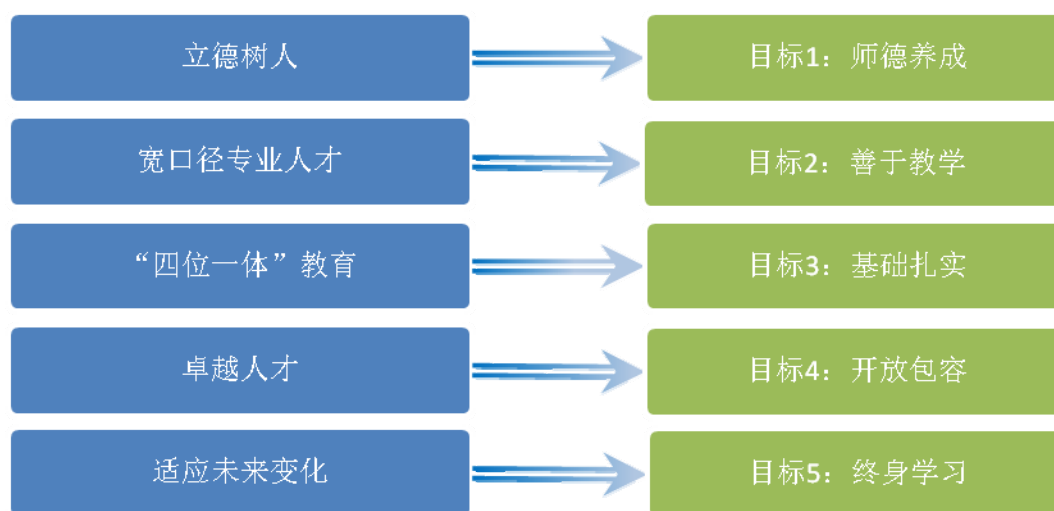 立德树人
目标1：师德养成
宽口径专业人才
目标2：善于教学
“四位一体”教育
目标3：基础扎实
卓越人才
目标4：开放包容
适应未来变化
目标5：终身学习